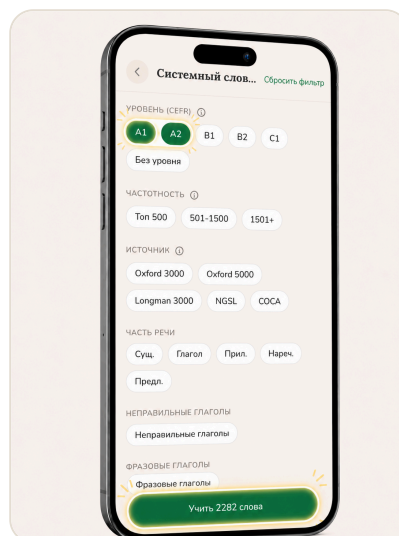 Системный слов... Сбросить фильтр
УРОВЕНЬ (CEFR)
A1 A2 B1 B2 C1
Без уровня
ЧАСТОТНОСТЬ
Топ 500 501-1500 1501+
ИСТОЧНИК
Oxford 3000 Oxford 5000
Longman 3000 NGSL COCA
ЧАСТЬ РЕЧИ
Сущ. Глагол Прил. Нареч.
Предл.
НЕПРАВИЛЬНЫЕ ГЛАГОЛЫ
Неправильные глаголы
ФРАЗОВЫЕ ГЛАГОЛЫ
Фразовые глаголы
Учить 2282 слова